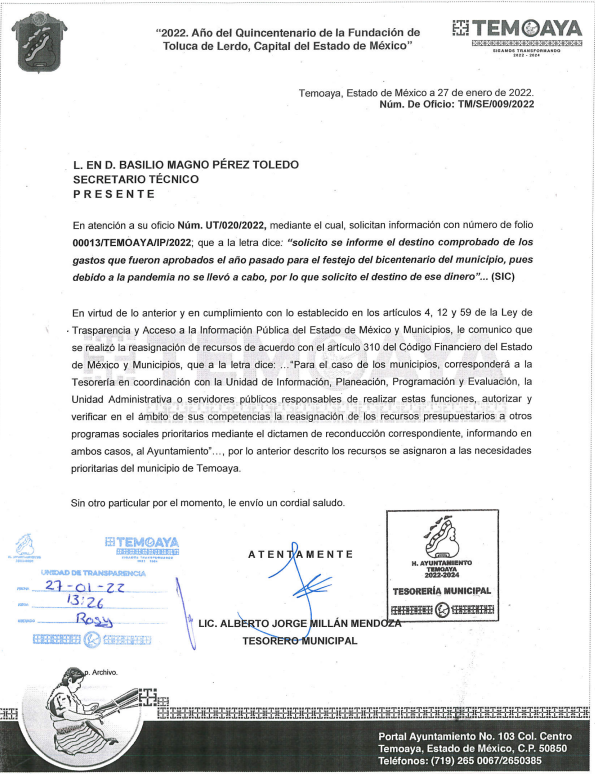 "2022. Año del Quincentenario de la Fundación de
Toluca de Lerdo, Capital del Estado de México"
TEMOAYA
SIGAMOS TRANSFORMANDO
2022 - 2024
Temoaya, Estado de México a 27 de enero de 2022.
Núm. De Oficio: TM/SE/009/2022
L. EN D. BASILIO MAGNO PÉREZ TOLEDO
SECRETARIO TÉCNICO
P R E S E N T E
En atención a su oficio Núm. UT/020/2022, mediante el cual, solicitan información con número de folio
00013/TEMOAYA/IP/2022; que a la letra dice: "solicito se informe el destino comprobado de los
gastos que fueron aprobados el año pasado para el festejo del bicentenario del municipio, pues
debido a la pandemia no se llevó a cabo, por lo que solicito el destino de ese dinero"... (SIC)
En virtud de lo anterior y en cumplimiento con lo establecido en los artículos 4, 12 y 59 de la Ley de
Trasparencia y Acceso a la Información Pública del Estado de México y Municipios, le comunico que
se realizó la reasignación de recursos de acuerdo con el artículo 310 del Código Financiero del Estado
de México y Municipios, que a la letra dice: ..."Para el caso de los municipios, corresponderá a la
Tesorería en coordinación con la Unidad de Información, Planeación, Programación y Evaluación, la
Unidad Administrativa o servidores públicos responsables de realizar estas funciones, autorizar y
verificar en el ámbito de sus competencias la reasignación de los recursos presupuestarios a otros
programas sociales prioritarios mediante el dictamen de reconducción correspondiente, informando en
ambos casos, al Ayuntamiento"..., por lo anterior descrito los recursos se asignaron a las necesidades
prioritarias del municipio de Temoaya.
Sin otro particular por el momento, le envío un cordial saludo.
A T E N T A M E N T E
LIC. ALBERTO JORGE MILLÁN MENDOZA
TESORERO MUNICIPAL
H. AYUNTAMIENTO
TEMOAYA
2022-2024
TESORERÍA MUNICIPAL
TEMOAYA
UNIDAD DE TRANSPARENCIA
27-01-22
13:26
Rosy
p. Archivo.
Portal Ayuntamiento No. 103 Col. Centro
Temoaya, Estado de México, C.P. 50850
Teléfonos: (719) 265 0067/2650385